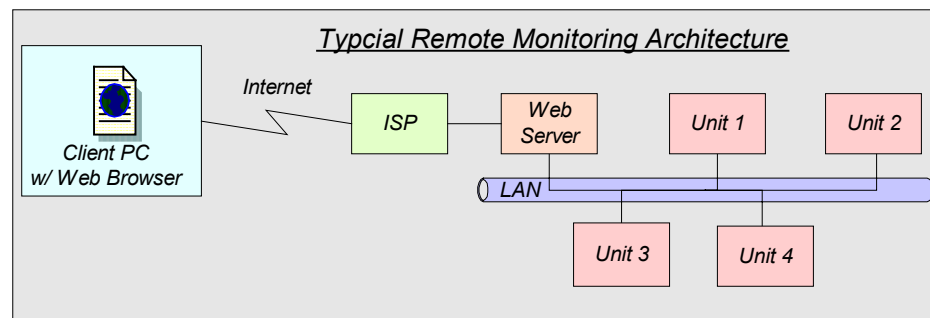 Typcial Remote Monitoring Architecture
Internet
Client PC
w/ Web Browser
ISP
Web
Server
Unit 1
Unit 2
LAN
Unit 3
Unit 4